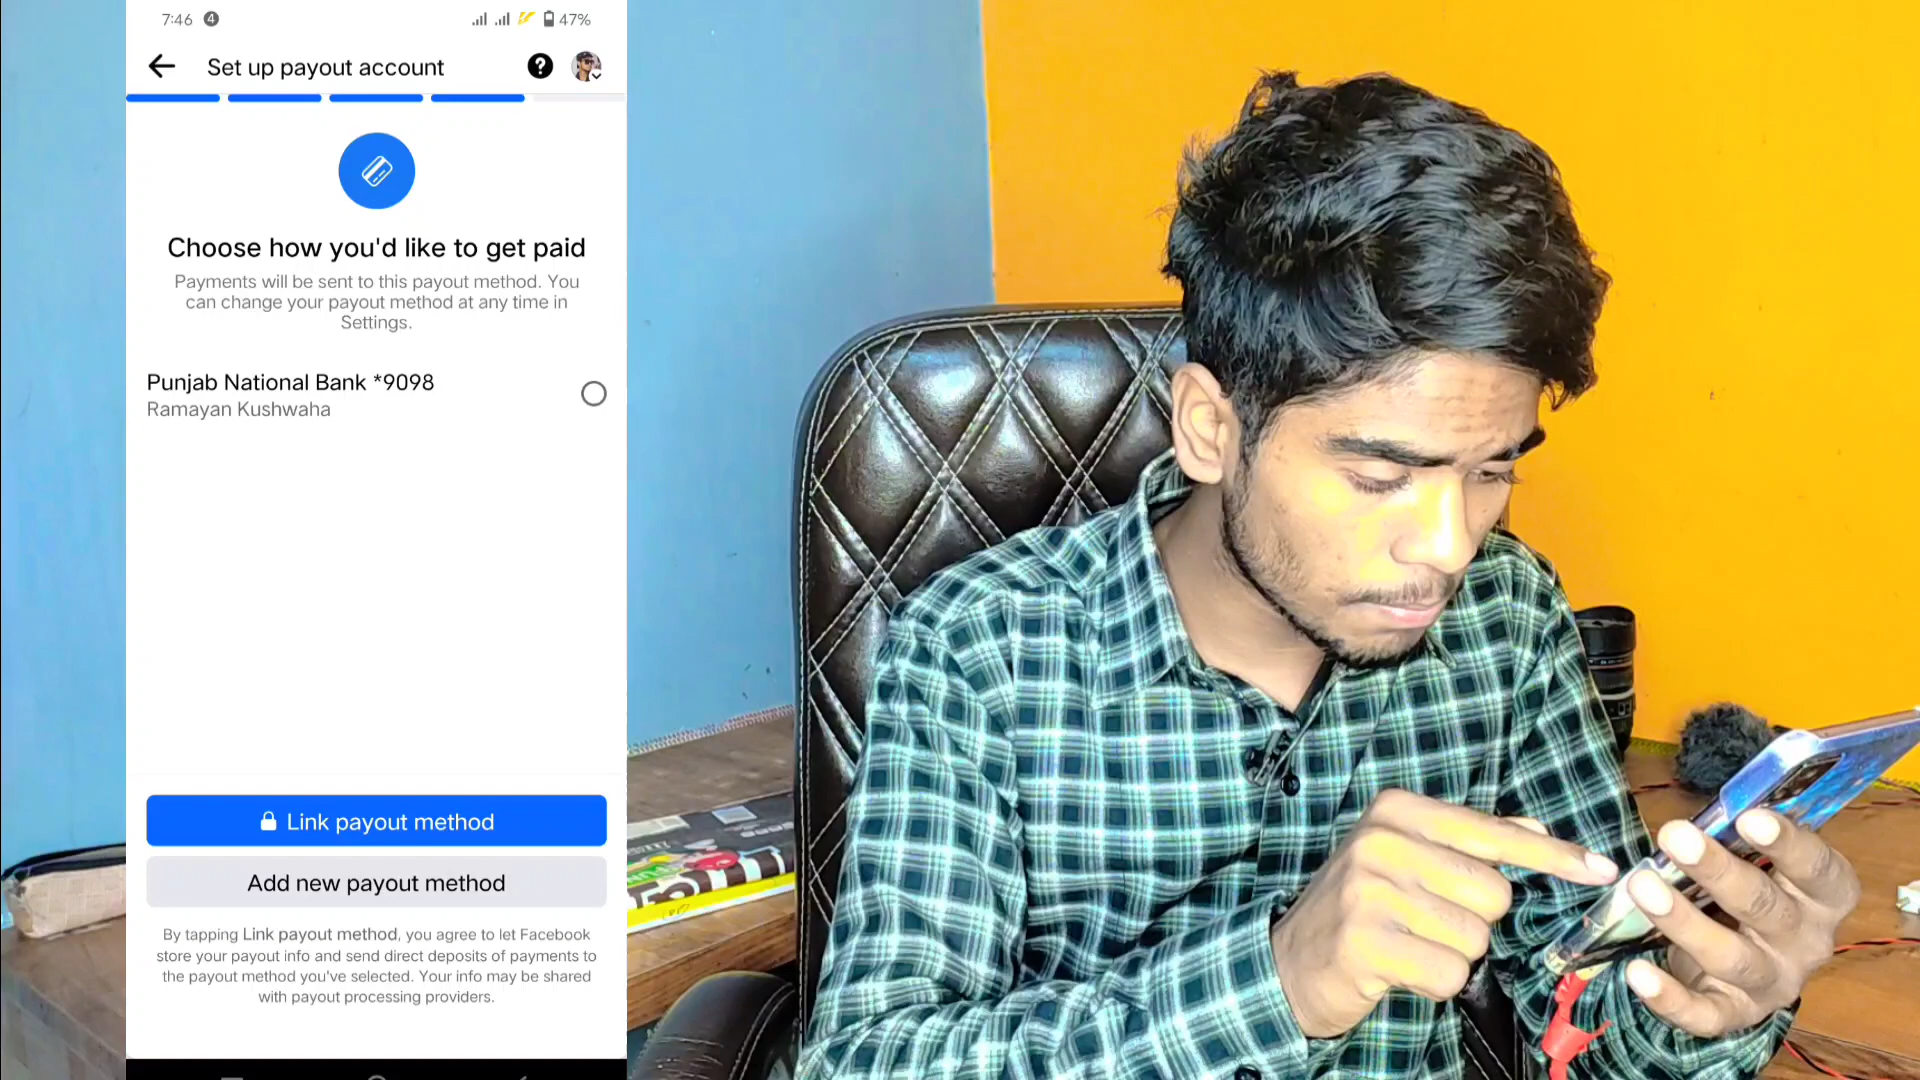 7:46 4 47%
Set up payout account
Choose how you'd like to get paid
Payments will be sent to this payout method. You
can change your payout method at any time in
Settings.
Punjab National Bank *9098
Ramayan Kushwaha
Link payout method
Add new payout method
By tapping Link payout method, you agree to let Facebook
store your payout info and send direct deposits of payments to
the payout method you've selected. Your info may be shared
with payout processing providers.